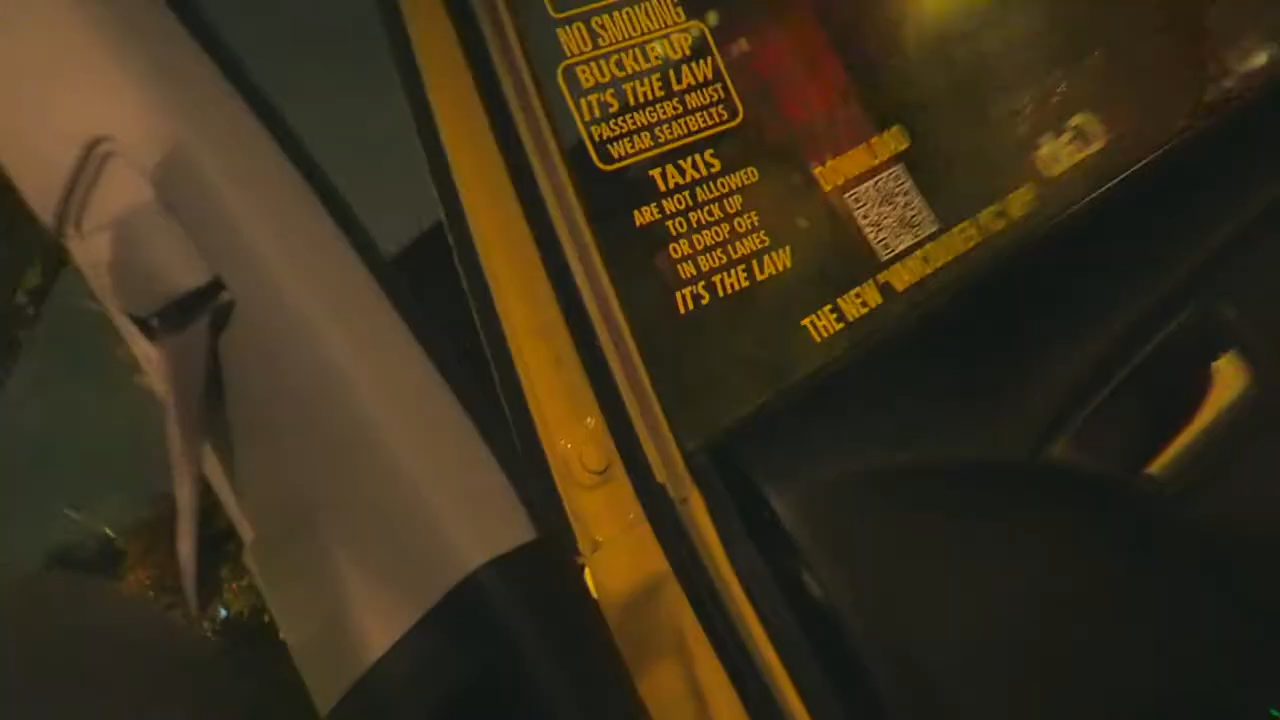 NO SMOKING
BUCKLE UP
IT'S THE LAW
PASSENGERS MUST
WEAR SEATBELTS
TAXIS
ARE NOT ALLOWED
TO PICK UP
OR DROP OFF
IN BUS LANES
IT'S THE LAW
THE NEW